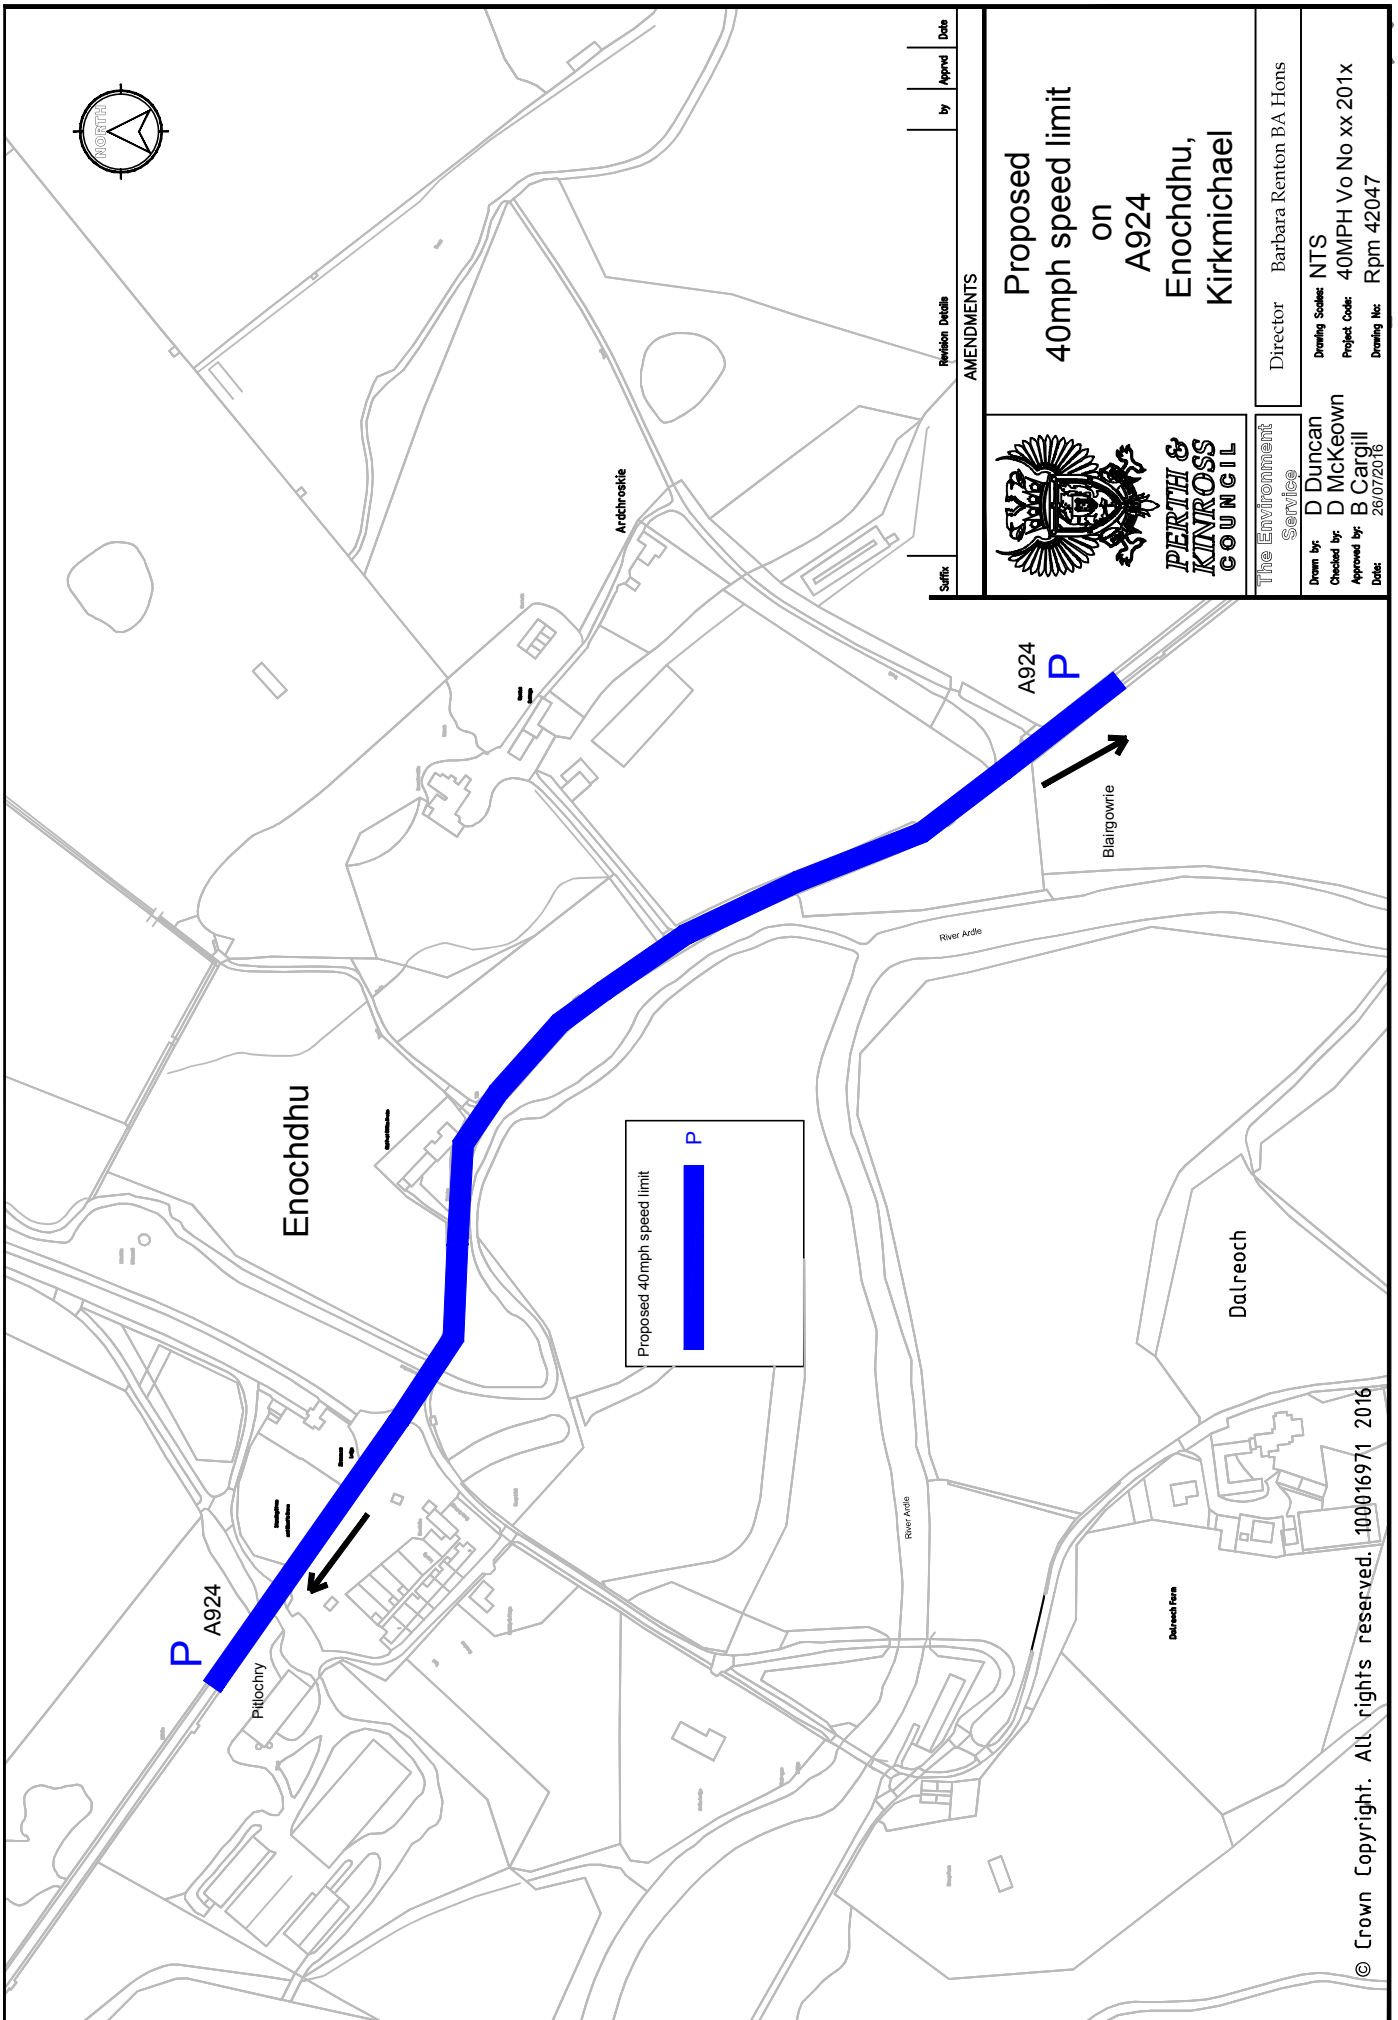 NORTH
Enochdhu
Ardchroskie
Pitlochry
A924
P
A924
P
Blairgowrie
River Ardle
River Ardle
Dalreoch
Dalreoch Farm
Proposed 40mph speed limit
P
Suffix
Revision Details
by
Apprvd
Date
AMENDMENTS
PERTH &
KINROSS
COUNCIL
Proposed
40mph speed limit
on
A924
Enochdhu,
Kirkmichael
The Environment
Service
Director Barbara Renton BA Hons
Drawn by: D Duncan
Checked by: D McKeown
Approved by: B Cargill
Date: 26/07/2016
Drawing Scales: NTS
Project Code: 40MPH Vo No xx 201x
Drawing No: Rpm 42047
© Crown Copyright. All rights reserved. 100016971 2016